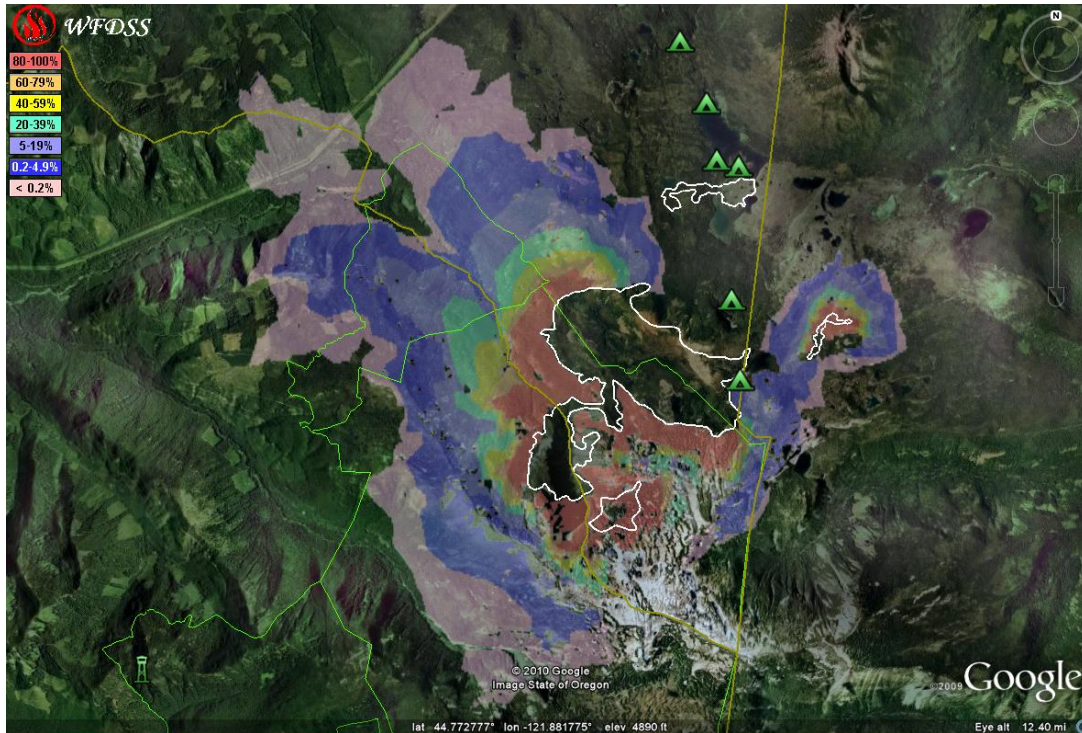 WFDSS
N
80-100%
60-79%
40-59%
20-39%
5-19%
0.2-4.9%
< 0.2%
© 2010 Google
Image State of Oregon
©2009 Google
lat 44.772777° lon -121.881775° elev 4890 ft
Eye alt 12.40 mi